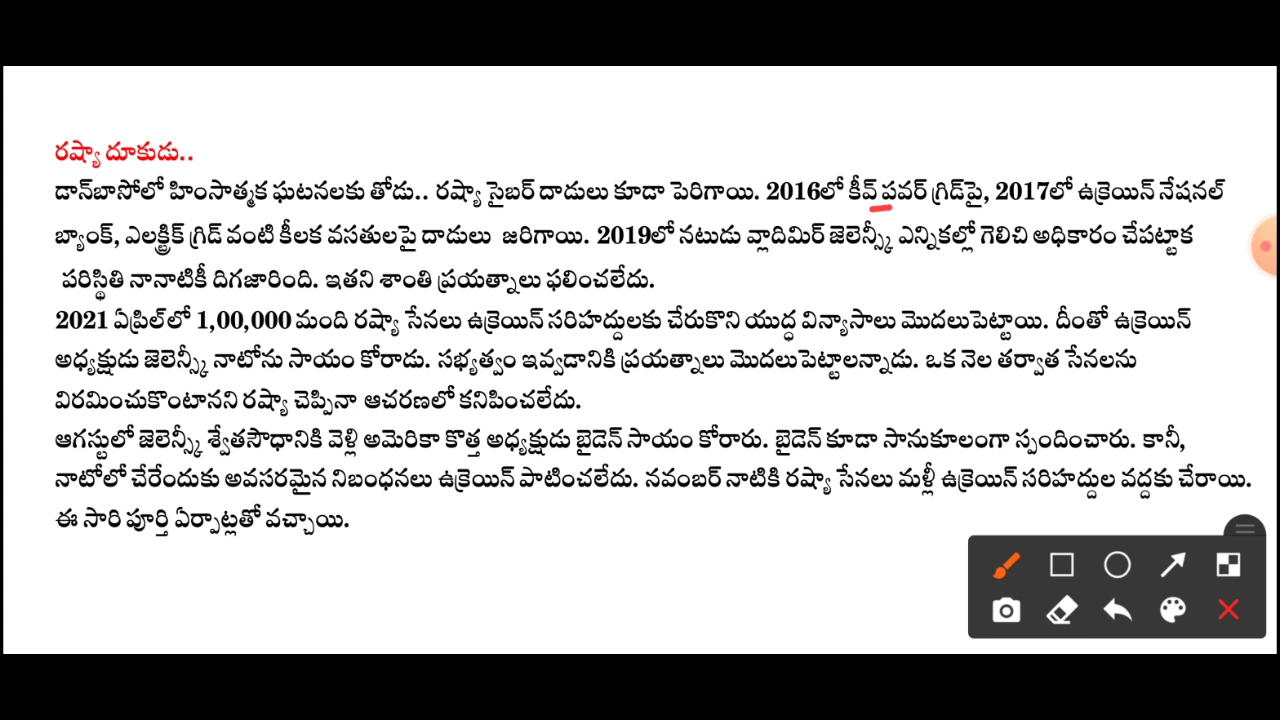 రష్యా దూకుడు..
డాన్‌బాసోలో హింసాత్మక ఘటనలకు తోడు.. రష్యా సైబర్ దాడులు కూడా పెరిగాయి. 2016లో కీవ్ పవర్ గ్రిడ్‌పై, 2017లో ఉక్రెయిన్ నేషనల్
బ్యాంక్, ఎలక్ట్రిక్ గ్రిడ్ వంటి కీలక వసతులపై దాడులు జరిగాయి. 2019లో నటుడు వ్లాదిమిర్ జెలెన్స్కీ ఎన్నికల్లో గెలిచి అధికారం చేపట్టాక
పరిస్థితి నానాటికీ దిగజారింది. ఇతని శాంతి ప్రయత్నాలు ఫలించలేదు.
2021 ఏప్రిల్‌లో 1,00,000 మంది రష్యా సేనలు ఉక్రెయిన్ సరిహద్దులకు చేరుకొని యుద్ధ విన్యాసాలు మొదలుపెట్టాయి. దీంతో ఉక్రెయిన్
అధ్యక్షుడు జెలెన్స్కీ నాటోను సాయం కోరాడు. సభ్యత్వం ఇవ్వడానికి ప్రయత్నాలు మొదలుపెట్టాలన్నాడు. ఒక నెల తర్వాత సేనలను
విరమించుకొంటానని రష్యా చెప్పినా ఆచరణలో కనిపించలేదు.
ఆగస్టులో జెలెన్స్కీ శ్వేతసౌధానికి వెళ్లి అమెరికా కొత్త అధ్యక్షుడు బైడెన్ సాయం కోరారు. బైడెన్ కూడా సానుకూలంగా స్పందించారు. కానీ,
నాటోలో చేరేందుకు అవసరమైన నిబంధనలు ఉక్రెయిన్ పాటించలేదు. నవంబర్ నాటికి రష్యా సేనలు మళ్లీ ఉక్రెయిన్ సరిహద్దుల వద్దకు చేరాయి.
ఈ సారి పూర్తి ఏర్పాట్లతో వచ్చాయి.